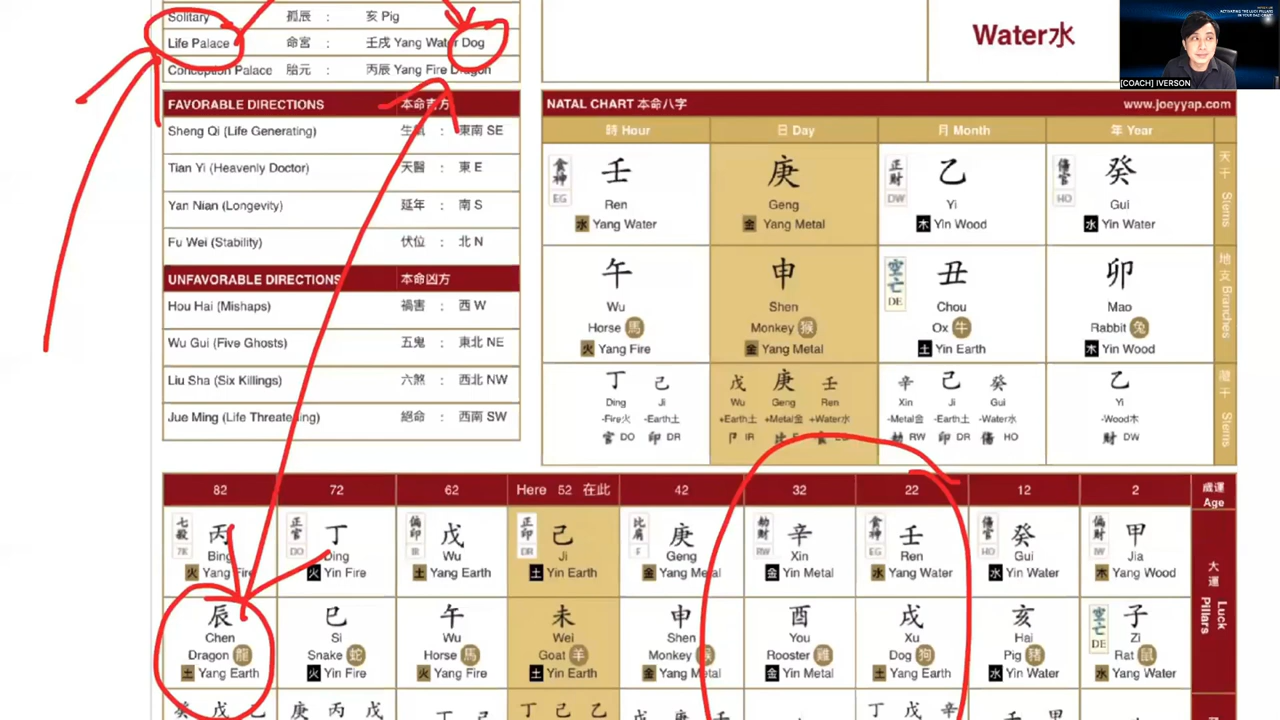 Solitary 孤辰 : 亥 Pig
Life Palace 命宮 : 壬戌 Yang Water Dog
Conception Palace 胎元 : 丙辰 Yang Fire Dragon
Water水
ACTIVATING THE LUCK PILLARS
IN YOUR BAZI CHART
[COACH] IVERSON
FAVORABLE DIRECTIONS 本命吉方
Sheng Qi (Life Generating) 生氣 : 東南 SE
Tian Yi (Heavenly Doctor) 天醫 : 東 E
Yan Nian (Longevity) 延年 : 南 S
Fu Wei (Stability) 伏位 : 北 N
UNFAVORABLE DIRECTIONS 本命凶方
Hou Hai (Mishaps) 禍害 : 西 W
Wu Gui (Five Ghosts) 五鬼 : 東北 NE
Liu Sha (Six Killings) 六煞 : 西北 NW
Jue Ming (Life Threatening) 絕命 : 西南 SW
NATAL CHART 本命八字 www.joeyyap.com
時 Hour 日 Day 月 Month 年 Year
食神 EG 壬 庚 正財 DW 乙 傷官 HO 癸 天干 Stems
Ren Geng Yi Gui
水 Yang Water 金 Yang Metal 木 Yin Wood 水 Yin Water
午 申 空亡 DE 丑 卯 地支 Branches
Wu Shen Chou Mao
Horse 馬 Monkey 猴 Ox 牛 Rabbit 兔
火 Yang Fire 金 Yang Metal 土 Yin Earth 木 Yin Wood
丁 己 戊 庚 壬 辛 己 癸 乙 Stems
Ding Ji Wu Geng Ren Xin Ji Gui Yi
-Fire火 -Earth土 +Earth土 +Metal金 +Water水 -Metal金 -Earth土 -Water水 -Wood木
官 DO 印 DR IR 劫 RW 印 DR 傷 HO 財 DW
82 72 62 Here 52 在此 42 32 22 12 2 歲運 Age
七殺 7K 丙 正官 DO 丁 偏印 IR 戊 正印 DR 己 比肩 F 庚 劫財 RW 辛 食神 EG 壬 傷官 HO 癸 偏財 IW 甲 大運 Luck Pillars
Bing Ding Wu Ji Geng Xin Ren Gui Jia
火 Yang Fire 火 Yin Fire 土 Yang Earth 土 Yin Earth 金 Yang Metal 金 Yin Metal 水 Yang Water 水 Yin Water 木 Yang Wood
辰 巳 午 未 申 酉 戌 亥 空亡 DE 子
Chen Si Wu Wei Shen You Xu Hai Zi
Dragon 龍 Snake 蛇 Horse 馬 Goat 羊 Monkey 猴 Rooster 雞 Dog 狗 Pig 豬 Rat 鼠
土 Yang Earth 火 Yin Fire 火 Yang Fire 土 Yin Earth 金 Yang Metal 金 Yin Metal 土 Yang Earth 水 Yin Water 水 Yang Water